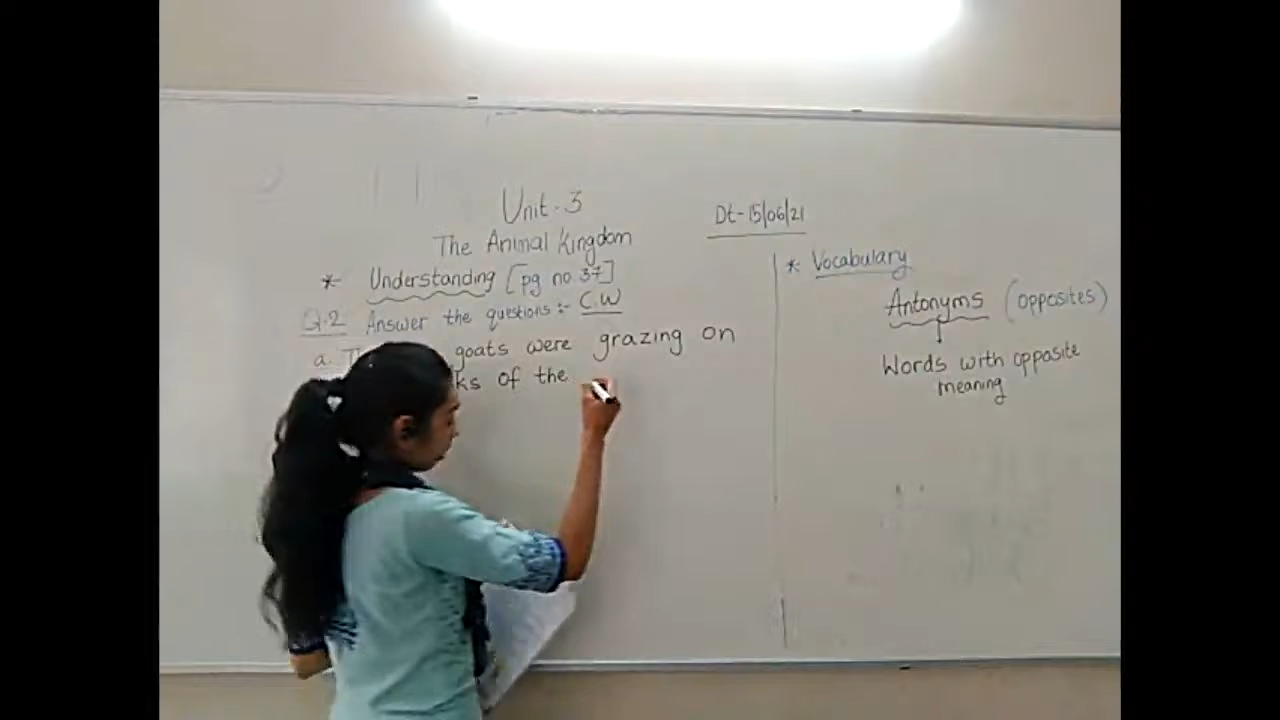 Unit-3
The Animal Kingdom
Dt-15/06/21
* Understanding [pg no 37]
Q.2 Answer the questions :- C.W
a. goats were grazing on
of the
* Vocabulary
Antonyms (opposites)
Words with opposite
meaning